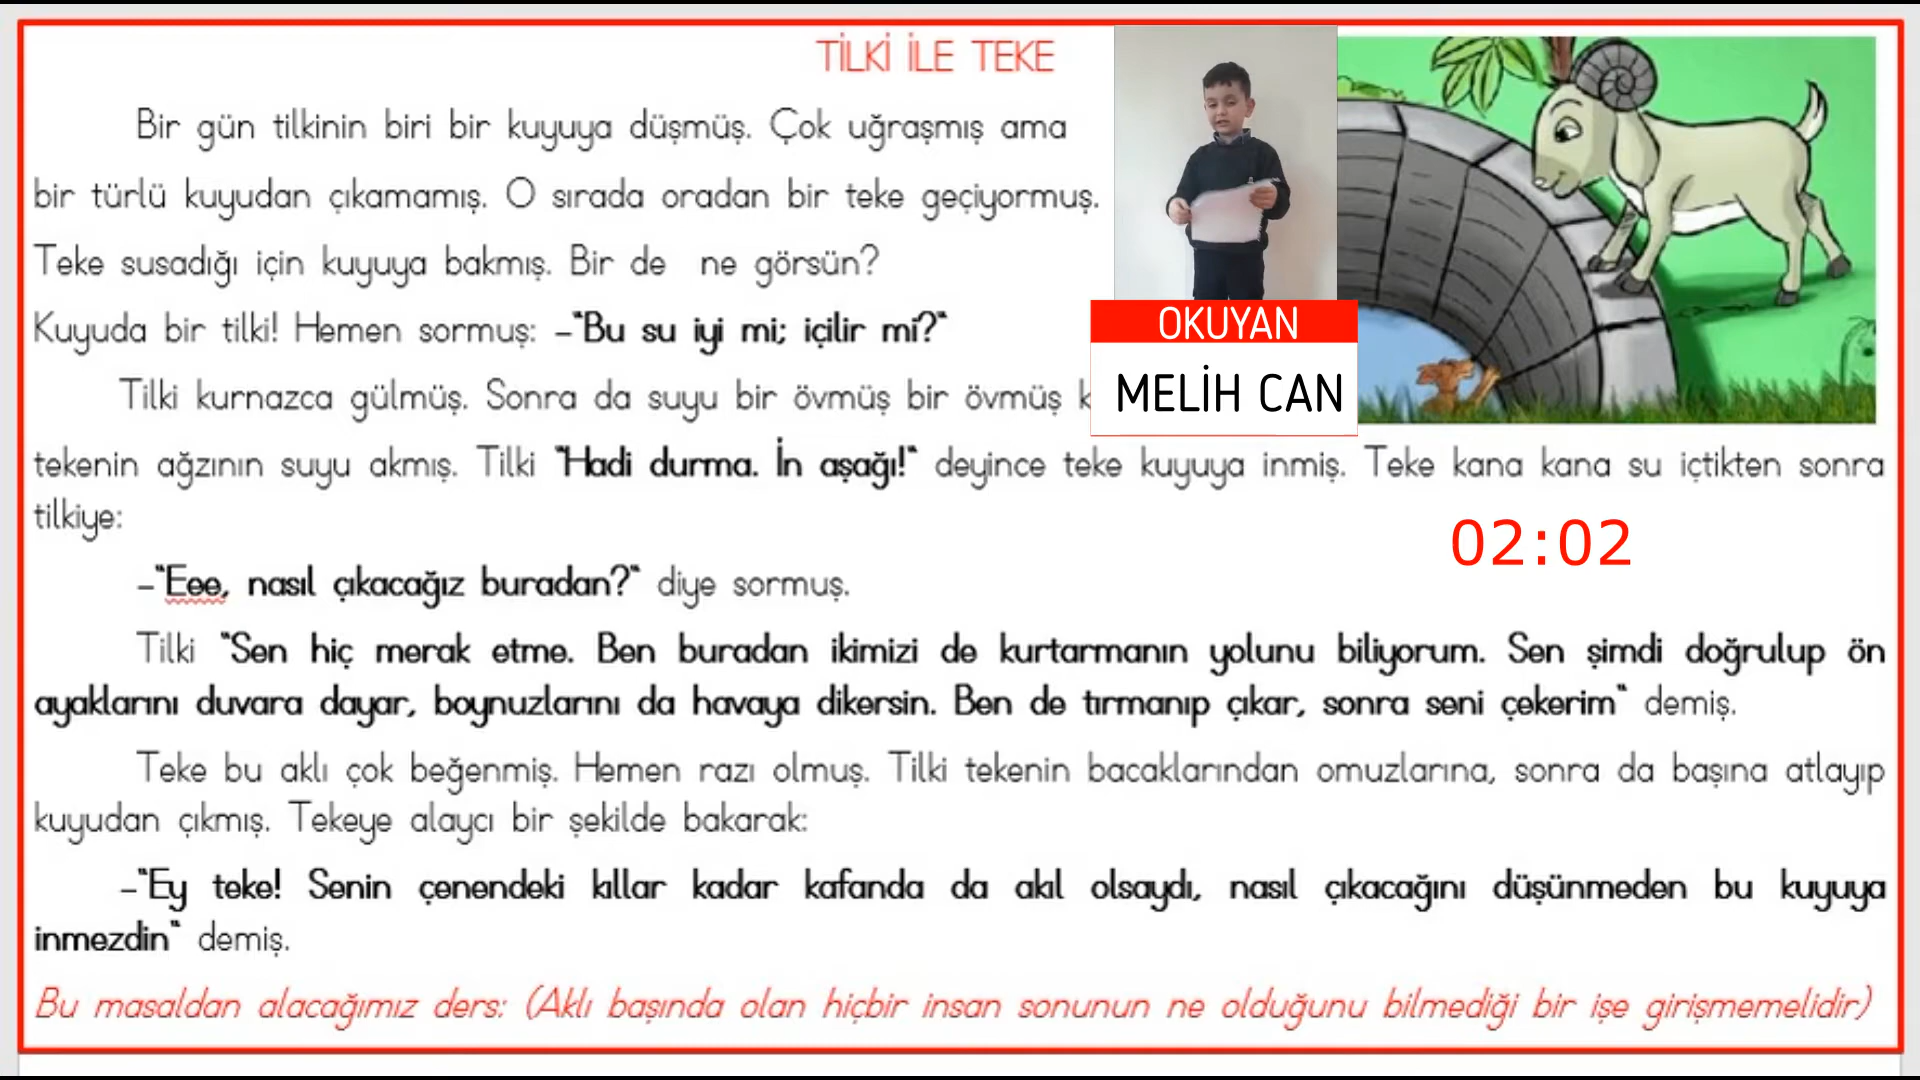 TİLKİ İLE TEKE
Bir gün tilkinin biri bir kuyuya düşmüş. Çok uğraşmış ama
bir türlü kuyudan çıkamamış. O sırada oradan bir teke geçiyormuş.
Teke susadığı için kuyuya bakmış. Bir de ne görsün?
Kuyuda bir tilki! Hemen sormuş: -"Bu su iyi mi; içilir mi?"
Tilki kurnazca gülmüş. Sonra da suyu bir övmüş bir övmüş
tekenin ağzının suyu akmış. Tilki "Hadi durma. İn aşağı!" deyince teke kuyuya inmiş. Teke kana kana su içtikten sonra
tilkiye:
-"Eee, nasıl çıkacağız buradan?" diye sormuş.
Tilki "Sen hiç merak etme. Ben buradan ikimizi de kurtarmanın yolunu biliyorum. Sen şimdi doğrulup ön
ayaklarını duvara dayar, boynuzlarını da havaya dikersin. Ben de tırmanıp çıkar, sonra seni çekerim" demiş.
Teke bu aklı çok beğenmiş. Hemen razı olmuş. Tilki tekenin bacaklarından omuzlarına, sonra da başına atlayıp
kuyudan çıkmış. Tekeye alaycı bir şekilde bakarak:
-"Ey teke! Senin çenendeki kıllar kadar kafanda da akıl olsaydı, nasıl çıkacağını düşünmeden bu kuyuya
inmezdin" demiş.
Bu masaldan alacağımız ders: (Aklı başında olan hiçbir insan sonunun ne olduğunu bilmediği bir işe girişmemelidir)
OKUYAN
MELİH CAN
02:02